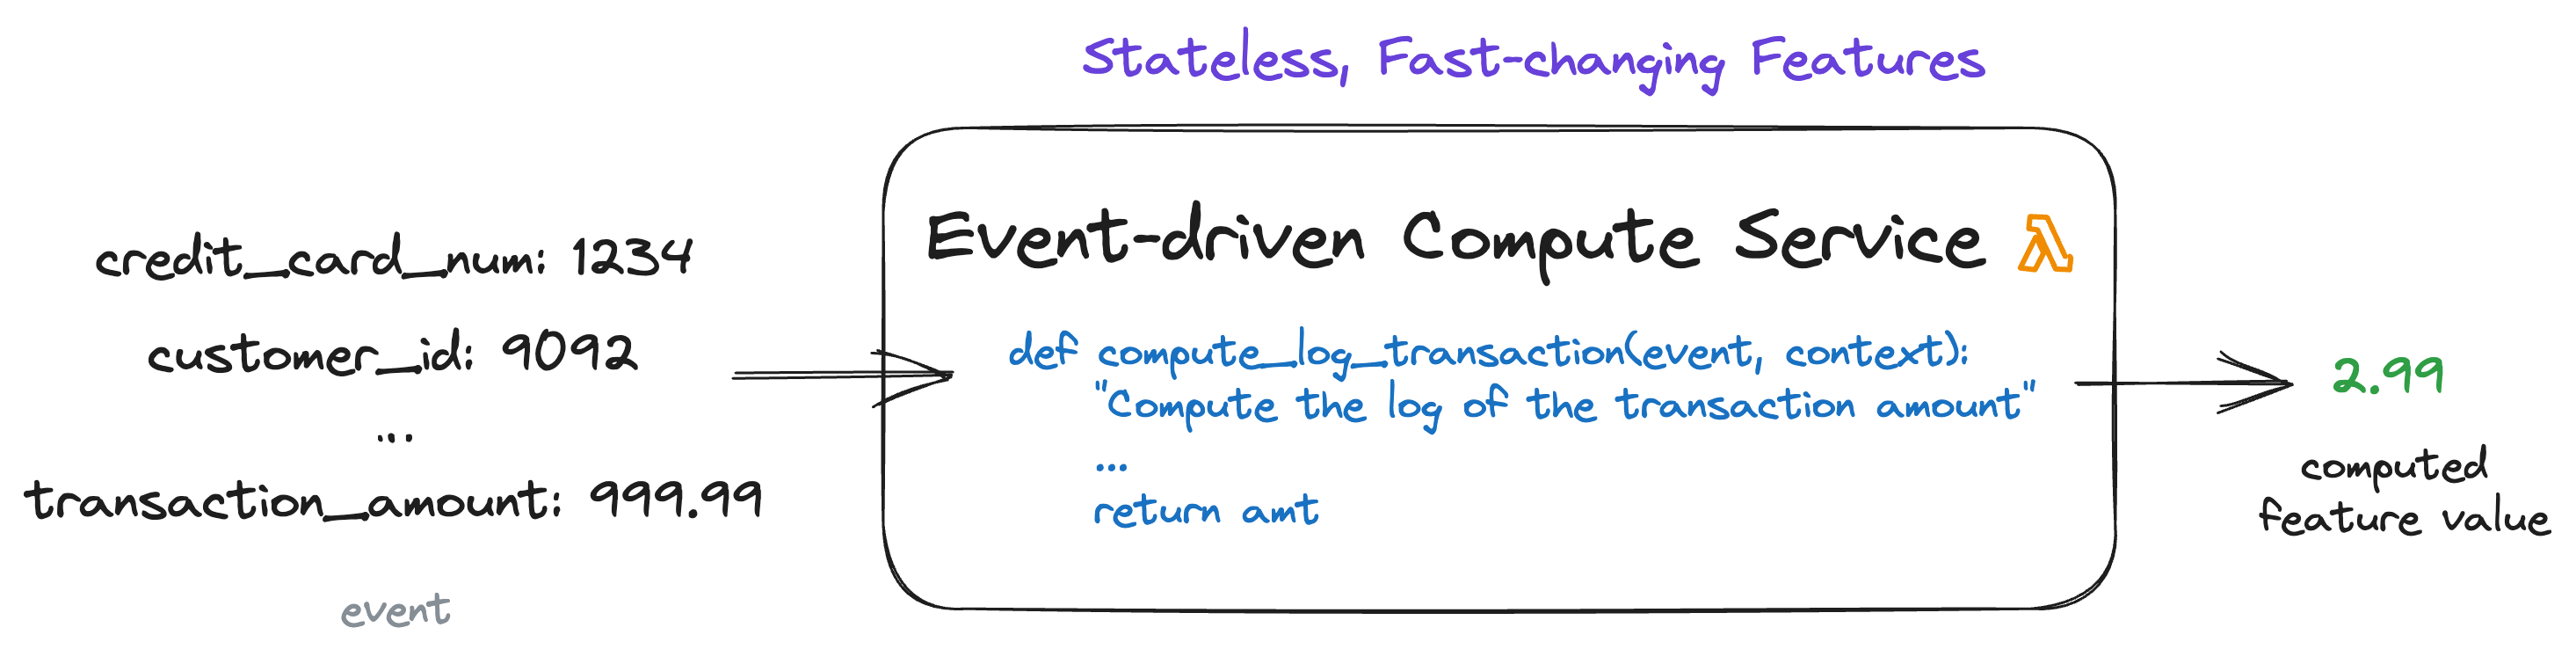 Stateless, Fast-changing Features
credit_card_num: 1234
customer_id: 9092
...
transaction_amount: 999.99
event
Event-driven Compute Service
def compute_log_transaction(event, context):
"Compute the log of the transaction amount"
...
return amt
2.99
computed
feature value